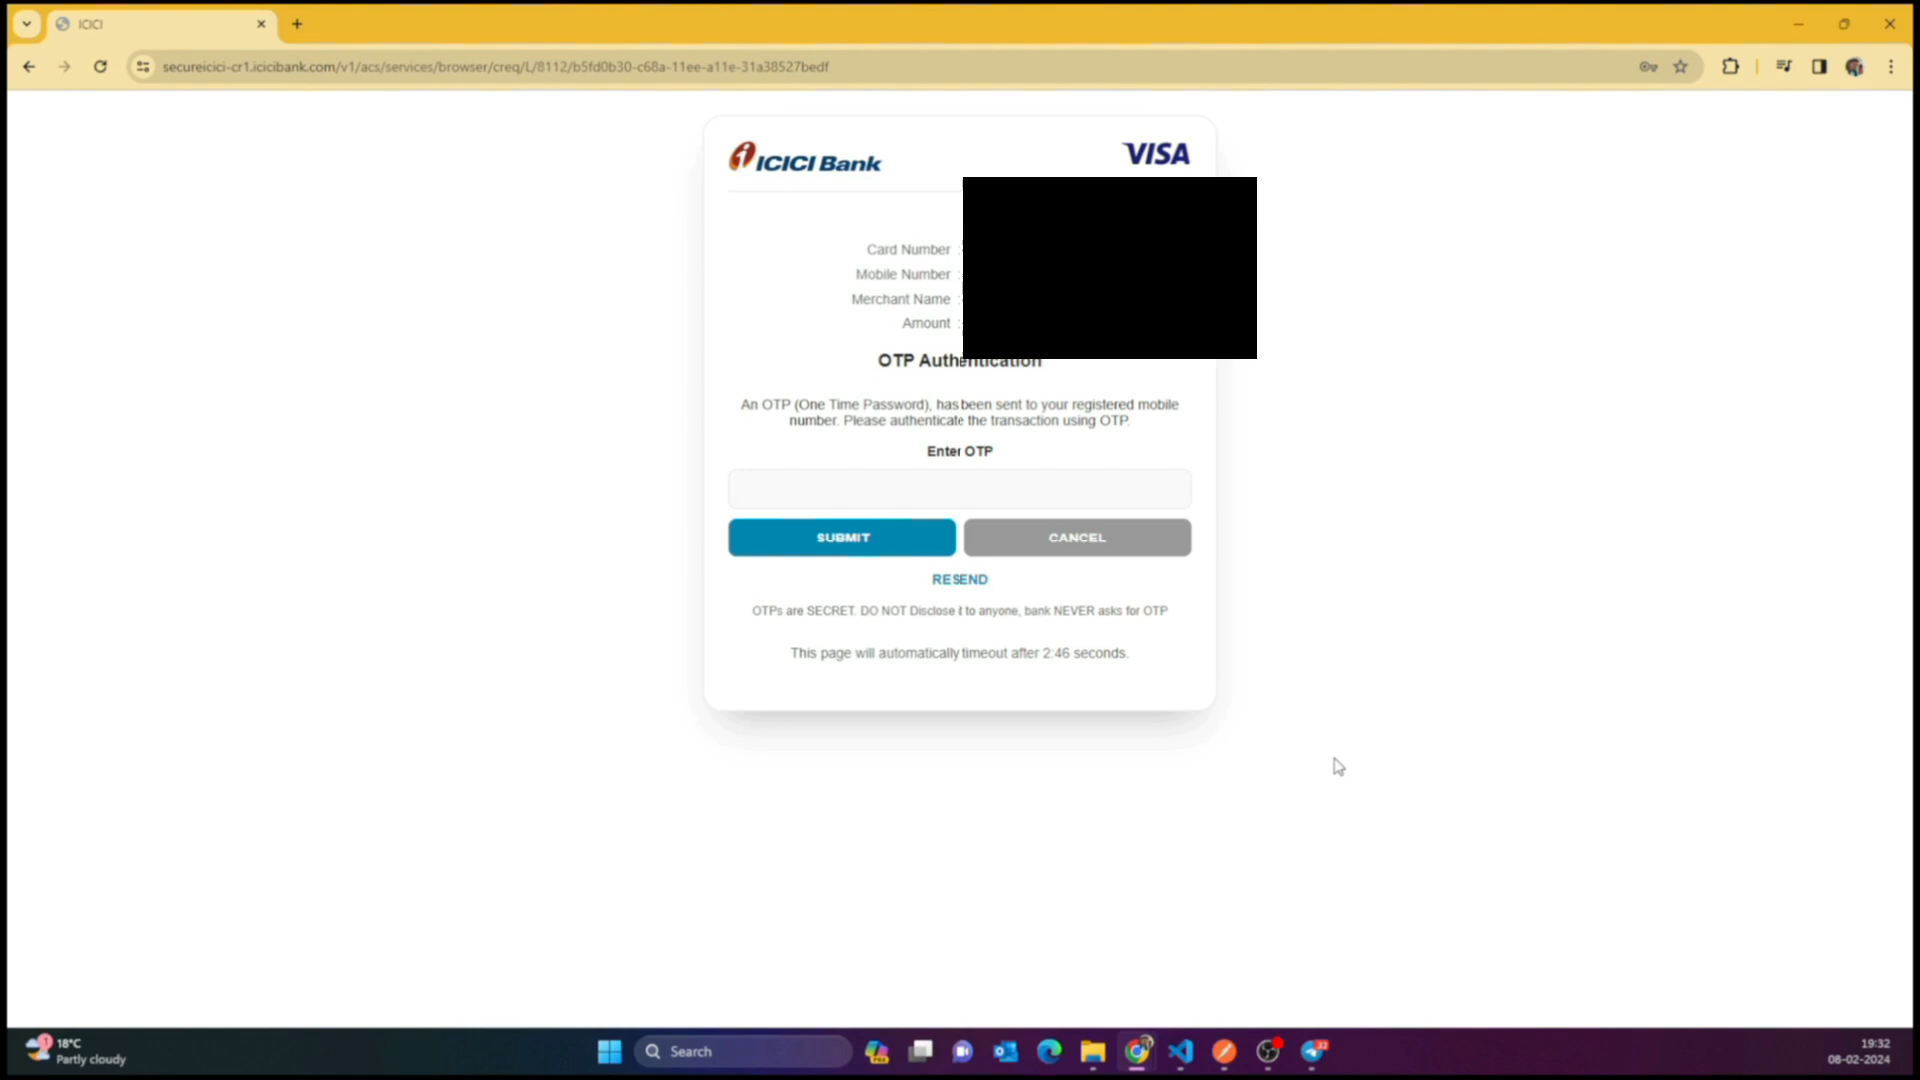 ICICI
secureicici-cr1.icicibank.com/v1/acs/services/browser/creq/L/8112/b5fd0b30-c68a-11ee-a11e-31a38527bedf
i ICICI Bank
VISA
Card Number :
Mobile Number :
Merchant Name :
Amount :
OTP Authentication
An OTP (One Time Password), has been sent to your registered mobile
number. Please authenticate the transaction using OTP.
Enter OTP
SUBMIT
CANCEL
RESEND
OTPs are SECRET. DO NOT Disclose it to anyone, bank NEVER asks for OTP
This page will automatically timeout after 2:46 seconds.
1
18°C
Partly cloudy
Search
PRE
32
19:32
08-02-2024